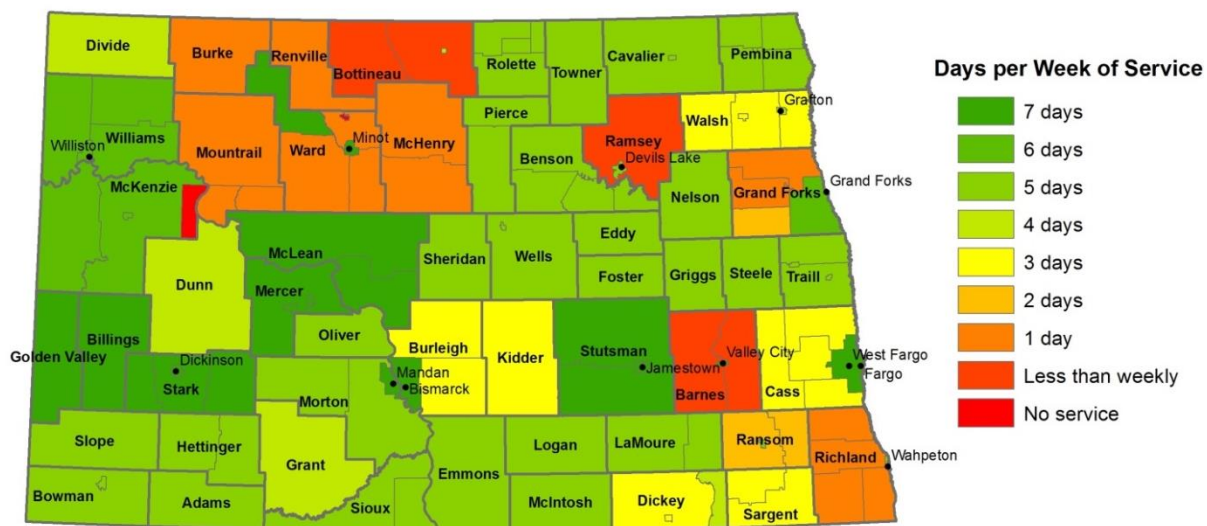 Divide
Burke
Renville
Bottineau
Rolette
Towner
Cavalier
Pembina
Pierce
Williams
Williston
Mountrail
Ward
Minot
McHenry
Benson
Ramsey
Devils Lake
Walsh
Grafton
Nelson
Grand Forks
Grand Forks
McKenzie
McLean
Sheridan
Wells
Eddy
Foster
Griggs
Steele
Traill
Dunn
Mercer
Oliver
Golden Valley
Billings
Dickinson
Stark
Mandan
Bismarck
Burleigh
Kidder
Stutsman
Jamestown
Barnes
Valley City
Cass
West Fargo
Fargo
Morton
Slope
Hettinger
Grant
Emmons
Logan
LaMoure
Ransom
Richland
Wahpeton
Bowman
Adams
Sioux
McIntosh
Dickey
Sargent
Days per Week of Service
7 days
6 days
5 days
4 days
3 days
2 days
1 day
Less than weekly
No service